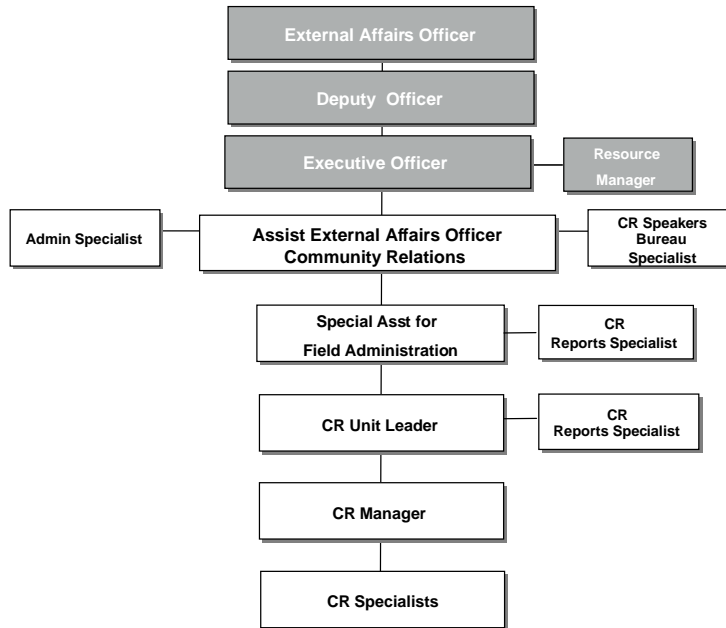 External Affairs Officer
Deputy Officer
Executive Officer
Resource
Manager
Admin Specialist
Assist External Affairs Officer
Community Relations
CR Speakers
Bureau
Specialist
Special Asst for
Field Administration
CR
Reports Specialist
CR Unit Leader
CR
Reports Specialist
CR Manager
CR Specialists